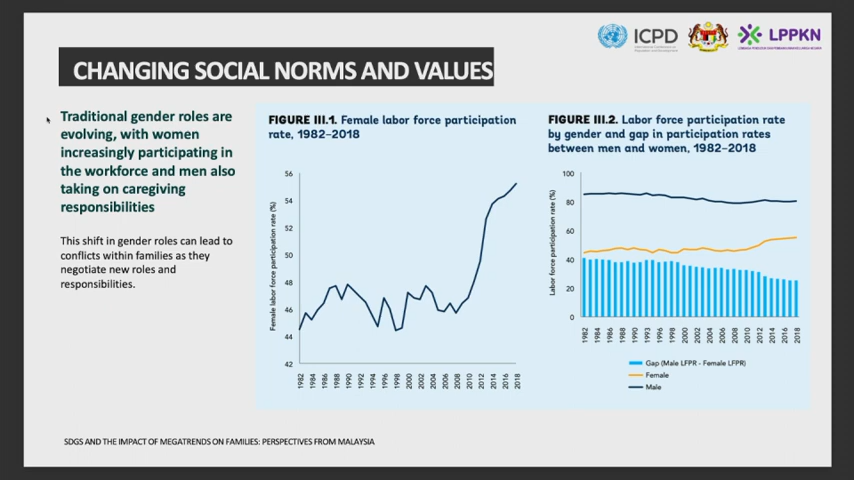 ICPD
LPPKN
CHANGING SOCIAL NORMS AND VALUES
Traditional gender roles are
evolving, with women
increasingly participating in
the workforce and men also
taking on caregiving
responsibilities
This shift in gender roles can lead to
conflicts within families as they
negotiate new roles and
responsibilities.
FIGURE III.1. Female labor force participation
rate, 1982–2018
Female labor force participation rate (%)
56
54
52
50
48
46
44
42
1982
1984
1986
1988
1990
1992
1994
1996
1998
2000
2002
2004
2006
2008
2010
2012
2014
2016
2018
FIGURE III.2. Labor force participation rate
by gender and gap in participation rates
between men and women, 1982–2018
Labor force participation rate (%)
100
80
60
40
20
0
1982
1984
1986
1988
1990
1993
1996
1998
2000
2002
2004
2006
2008
2010
2012
2014
2016
2018
Gap (Male LFPR - Female LFPR)
Female
Male
SDGS AND THE IMPACT OF MEGATRENDS ON FAMILIES: PERSPECTIVES FROM MALAYSIA